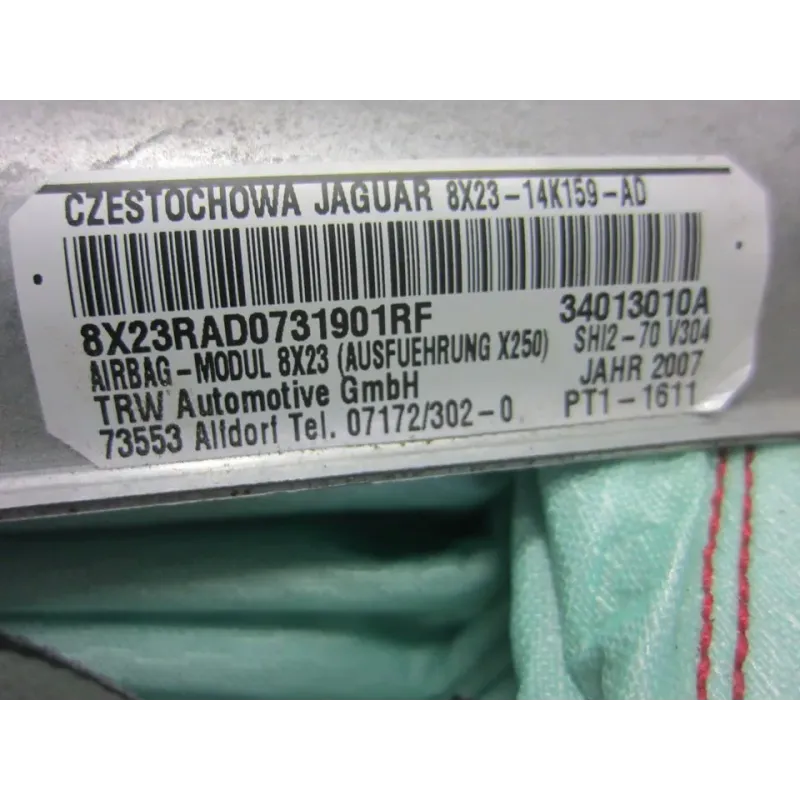 CZESTOCHOWA JAGUAR 8X23-14K159-AD
8X23RAD0731901RF 34013010A
AIRBAG-MODUL 8X23 (AUSFUEHRUNG X250) SHI2-70 V304
TRW Automotive GmbH JAHR 2007
73553 Alfdorf Tel. 07172/302-0 PT1-1611